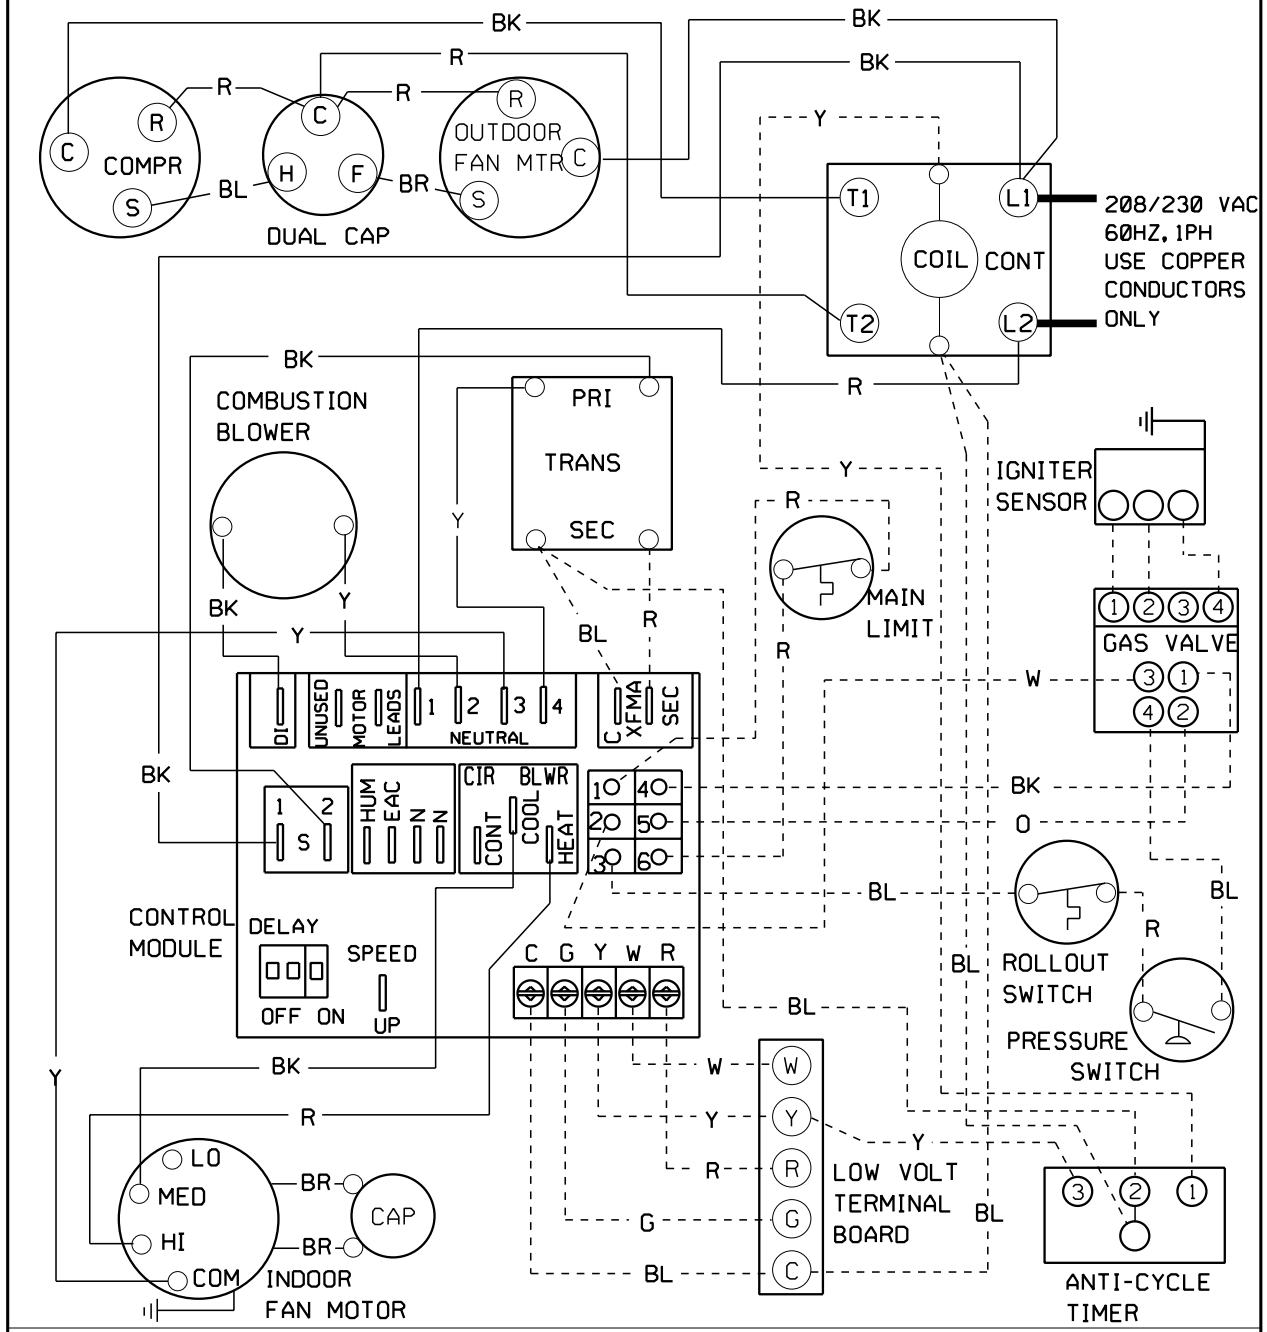 BK
BK
R
BK
R
R
Y
C
R
COMPR
S
BL
C
H
F
DUAL CAP
BR
R
OUTDOOR
FAN MTR
C
S
T1
L1
COIL
CONT
T2
L2
208/230 VAC
60HZ, 1PH
USE COPPER
CONDUCTORS
ONLY
BK
R
COMBUSTION
BLOWER
PRI
TRANS
SEC
Y
Y
R
IGNITER
SENSOR
BK
Y
BL
R
MAIN
LIMIT
R
1 2 3 4
GAS VALVE
3 1
4 2
Y
W
DI
UNUSED
MOTOR
LEADS
1 2 3 4
NEUTRAL
C
XFMA
SEC
BK
1 2
S
HUM
EAC
N
N
CIR BLWR
CONT
COOL
HEAT
1 4
2 5
3 6
BK
O
BL
BL
R
ROLLOUT
SWITCH
PRESSURE
SWITCH
CONTROL
MODULE
DELAY
OFF ON
SPEED
UP
C G Y W R
BL
BL
Y
BK
R
W
Y
R
G
BL
W
Y
R
G
C
LOW VOLT
TERMINAL
BOARD
Y
BL
3 2 1
ANTI-CYCLE
TIMER
LO
MED
HI
COM
BR
BR
CAP
INDOOR
FAN MOTOR